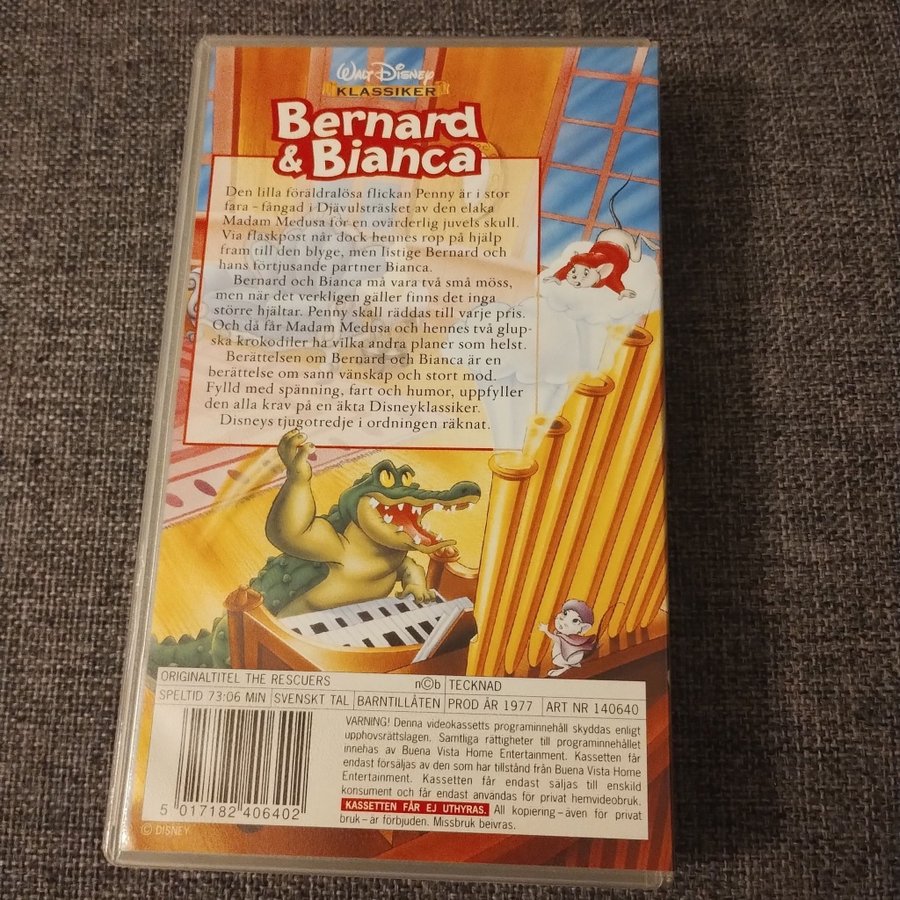 Walt Disney
KLASSIKER
Bernard
& Bianca
Den lilla föräldralösa flickan Penny är i stor
fara - fångad i Djävulsträsket av den elaka
Madam Medusa för en ovärderlig juvels skull.
Via flaskpost når dock hennes rop på hjälp
fram till den blyge, men listige Bernard och
hans förtjusande partner Bianca.
Bernard och Bianca må vara två små möss,
men när det verkligen gäller finns det inga
större hjältar. Penny skall räddas till varje pris.
Och då får Madam Medusa och hennes två glup-
ska krokodiler ha vilka andra planer som helst.
Berättelsen om Bernard och Bianca är en
berättelse om sann vänskap och stort mod.
Fylld med spänning, fart och humor, uppfyller
den alla krav på en äkta Disneyklassiker.
Disneys tjugotredje i ordningen räknat.
ORIGINALTITEL THE RESCUERS n©b TECKNAD
SPELTID 73:06 MIN SVENSKT TAL BARNTILLÅTEN PROD ÅR 1977 ART NR 140640
VARNING! Denna videokassetts programinnehåll skyddas enligt
upphovsrättslagen. Samtliga rättigheter till programinnehållet
innehas av Buena Vista Home Entertainment. Kassetten får
endast försäljas av den som har tillstånd från Buena Vista Home
Entertainment. Kassetten får endast säljas till enskild
konsument och får endast användas för privat hemvideobruk.
KASSETTEN FÅR EJ UTHYRAS. All kopiering - även för privat
bruk - är förbjuden. Missbruk beivras.
5 017182 406402
© DISNEY